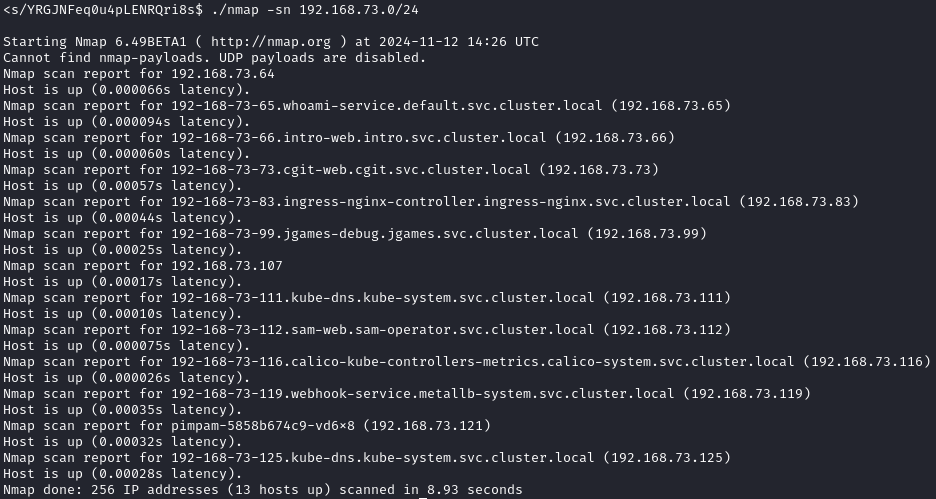 <s/YRGJNFeq0u4pLENRQri8s$ ./nmap -sn 192.168.73.0/24
Starting Nmap 6.49BETA1 ( http://nmap.org ) at 2024-11-12 14:26 UTC
Cannot find nmap-payloads. UDP payloads are disabled.
Nmap scan report for 192.168.73.64
Host is up (0.000066s latency).
Nmap scan report for 192-168-73-65.whoami-service.default.svc.cluster.local (192.168.73.65)
Host is up (0.000094s latency).
Nmap scan report for 192-168-73-66.intro-web.intro.svc.cluster.local (192.168.73.66)
Host is up (0.000060s latency).
Nmap scan report for 192-168-73-73.cgit-web.cgit.svc.cluster.local (192.168.73.73)
Host is up (0.00057s latency).
Nmap scan report for 192-168-73-83.ingress-nginx-controller.ingress-nginx.svc.cluster.local (192.168.73.83)
Host is up (0.00044s latency).
Nmap scan report for 192-168-73-99.jgames-debug.jgames.svc.cluster.local (192.168.73.99)
Host is up (0.00025s latency).
Nmap scan report for 192.168.73.107
Host is up (0.00017s latency).
Nmap scan report for 192-168-73-111.kube-dns.kube-system.svc.cluster.local (192.168.73.111)
Host is up (0.00010s latency).
Nmap scan report for 192-168-73-112.sam-web.sam-operator.svc.cluster.local (192.168.73.112)
Host is up (0.000075s latency).
Nmap scan report for 192-168-73-116.calico-kube-controllers-metrics.calico-system.svc.cluster.local (192.168.73.116)
Host is up (0.000026s latency).
Nmap scan report for 192-168-73-119.webhook-service.metallb-system.svc.cluster.local (192.168.73.119)
Host is up (0.00035s latency).
Nmap scan report for pimpam-5858b674c9-vd6×8 (192.168.73.121)
Host is up (0.00032s latency).
Nmap scan report for 192-168-73-125.kube-dns.kube-system.svc.cluster.local (192.168.73.125)
Host is up (0.00028s latency).
Nmap done: 256 IP addresses (13 hosts up) scanned in 8.93 seconds